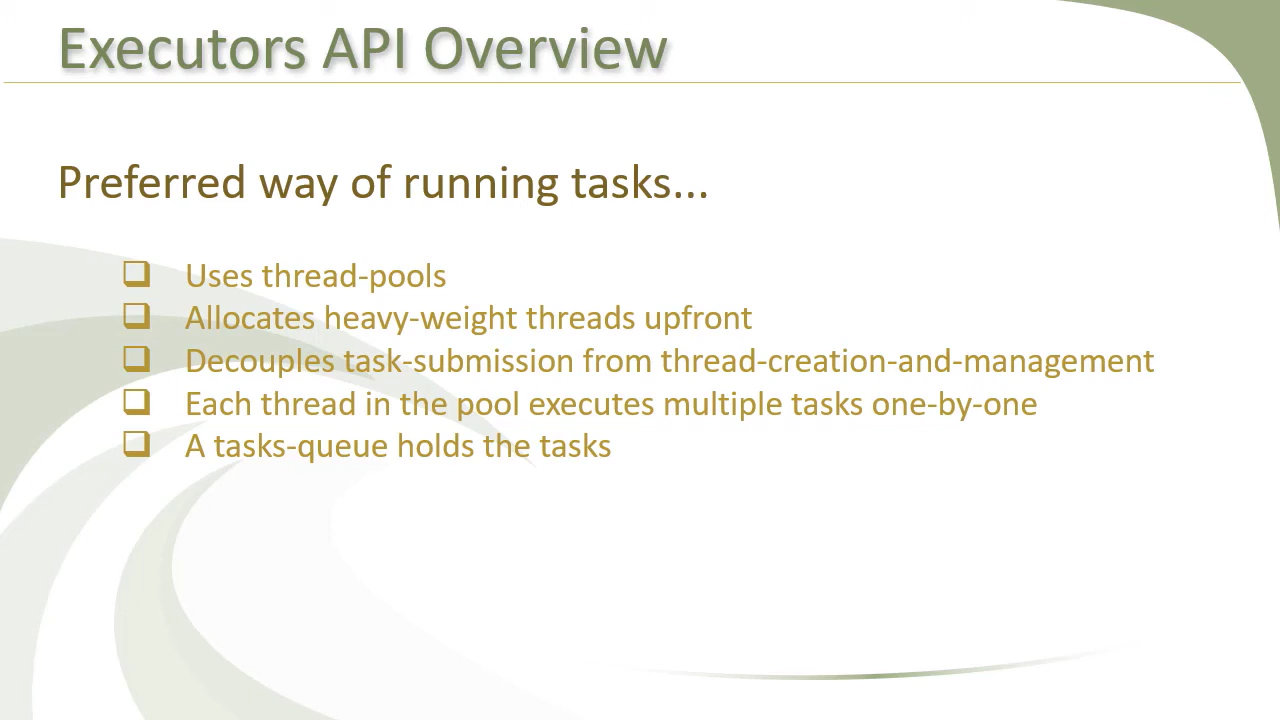 Executors API Overview
Preferred way of running tasks...
❑ Uses thread-pools
❑ Allocates heavy-weight threads upfront
❑ Decouples task-submission from thread-creation-and-management
❑ Each thread in the pool executes multiple tasks one-by-one
❑ A tasks-queue holds the tasks